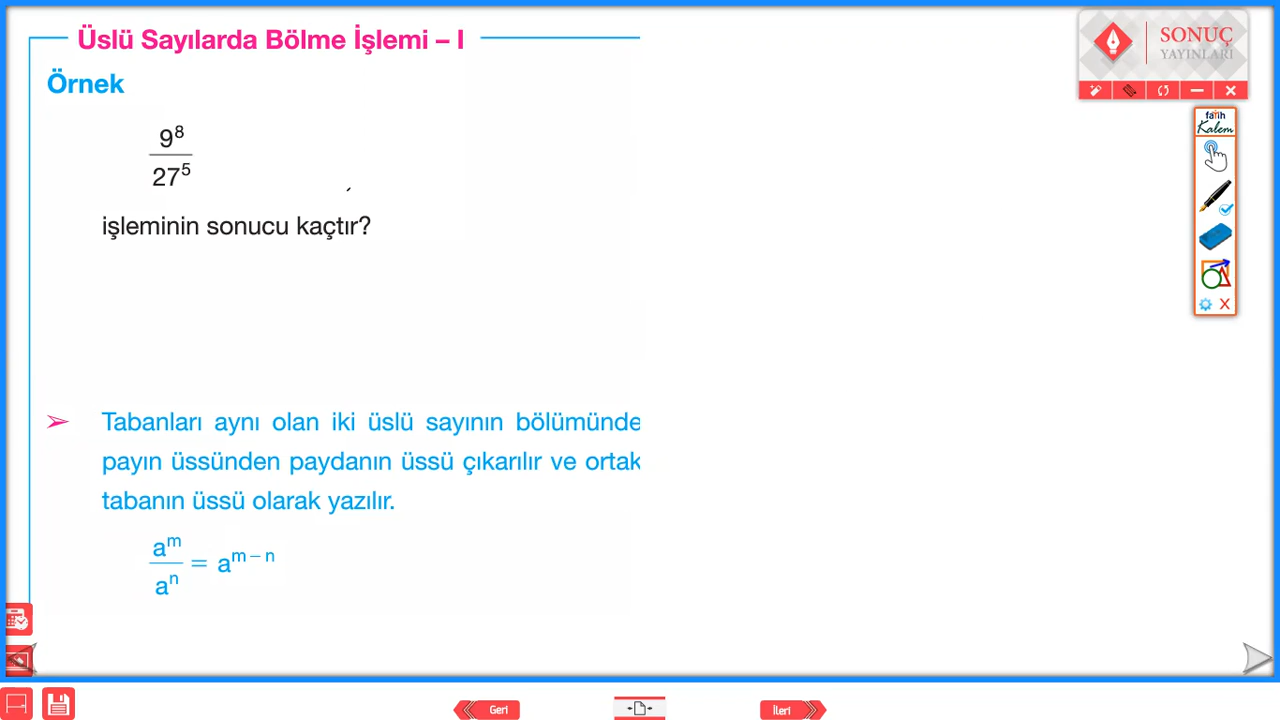 Üslü Sayılarda Bölme İşlemi – I
SONUÇ
YAYINLARI
Örnek
fatih
Kalem
9⁸
27⁵
işleminin sonucu kaçtır?
➢ Tabanları aynı olan iki üslü sayının bölümünde
payın üssünden paydanın üssü çıkarılır ve ortak
tabanın üssü olarak yazılır.
aᵐ
aⁿ
= aᵐ⁻ⁿ
Geri
İleri